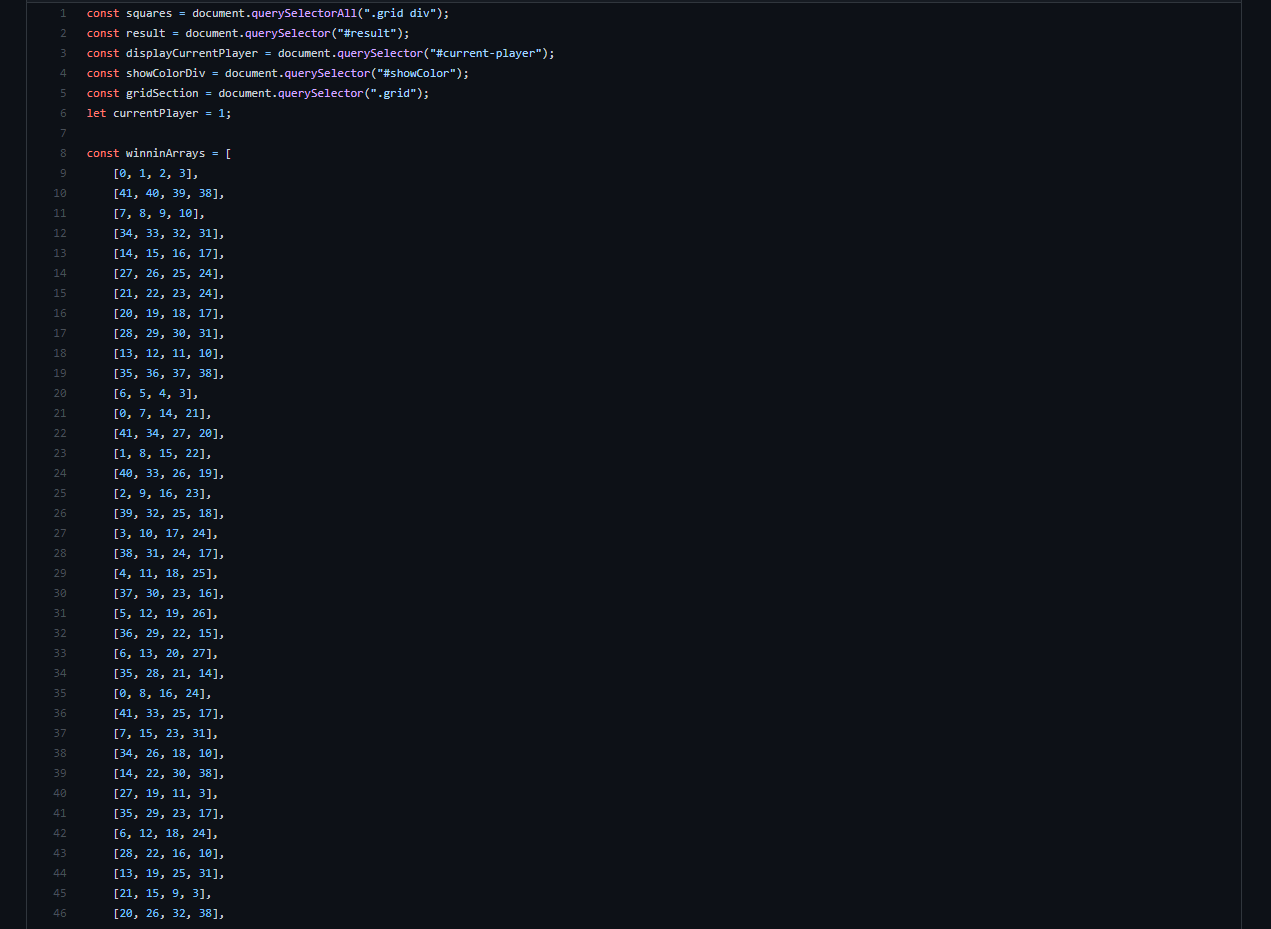 1 const squares = document.querySelectorAll(".grid div");
2 const result = document.querySelector("#result");
3 const displayCurrentPlayer = document.querySelector("#current-player");
4 const showColorDiv = document.querySelector("#showColor");
5 const gridSection = document.querySelector(".grid");
6 let currentPlayer = 1;
7
8 const winninArrays = [
9 [0, 1, 2, 3],
10 [41, 40, 39, 38],
11 [7, 8, 9, 10],
12 [34, 33, 32, 31],
13 [14, 15, 16, 17],
14 [27, 26, 25, 24],
15 [21, 22, 23, 24],
16 [20, 19, 18, 17],
17 [28, 29, 30, 31],
18 [13, 12, 11, 10],
19 [35, 36, 37, 38],
20 [6, 5, 4, 3],
21 [0, 7, 14, 21],
22 [41, 34, 27, 20],
23 [1, 8, 15, 22],
24 [40, 33, 26, 19],
25 [2, 9, 16, 23],
26 [39, 32, 25, 18],
27 [3, 10, 17, 24],
28 [38, 31, 24, 17],
29 [4, 11, 18, 25],
30 [37, 30, 23, 16],
31 [5, 12, 19, 26],
32 [36, 29, 22, 15],
33 [6, 13, 20, 27],
34 [35, 28, 21, 14],
35 [0, 8, 16, 24],
36 [41, 33, 25, 17],
37 [7, 15, 23, 31],
38 [34, 26, 18, 10],
39 [14, 22, 30, 38],
40 [27, 19, 11, 3],
41 [35, 29, 23, 17],
42 [6, 12, 18, 24],
43 [28, 22, 16, 10],
44 [13, 19, 25, 31],
45 [21, 15, 9, 3],
46 [20, 26, 32, 38],